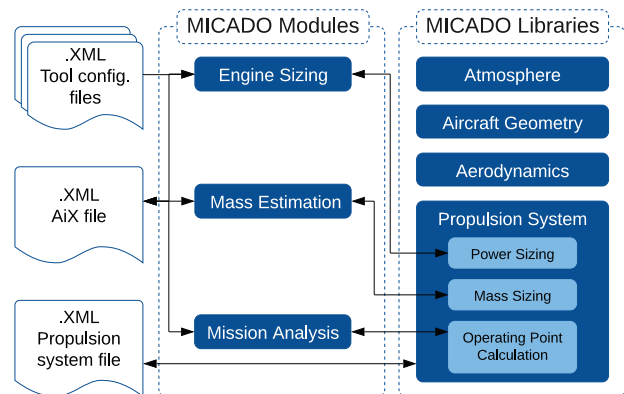 MICADO Modules
MICADO Libraries
.XML
Tool config.
files
Engine Sizing
Atmosphere
Aircraft Geometry
Aerodynamics
.XML
AiX file
Mass Estimation
Propulsion System
Power Sizing
Mass Sizing
.XML
Propulsion
system file
Mission Analysis
Operating Point
Calculation